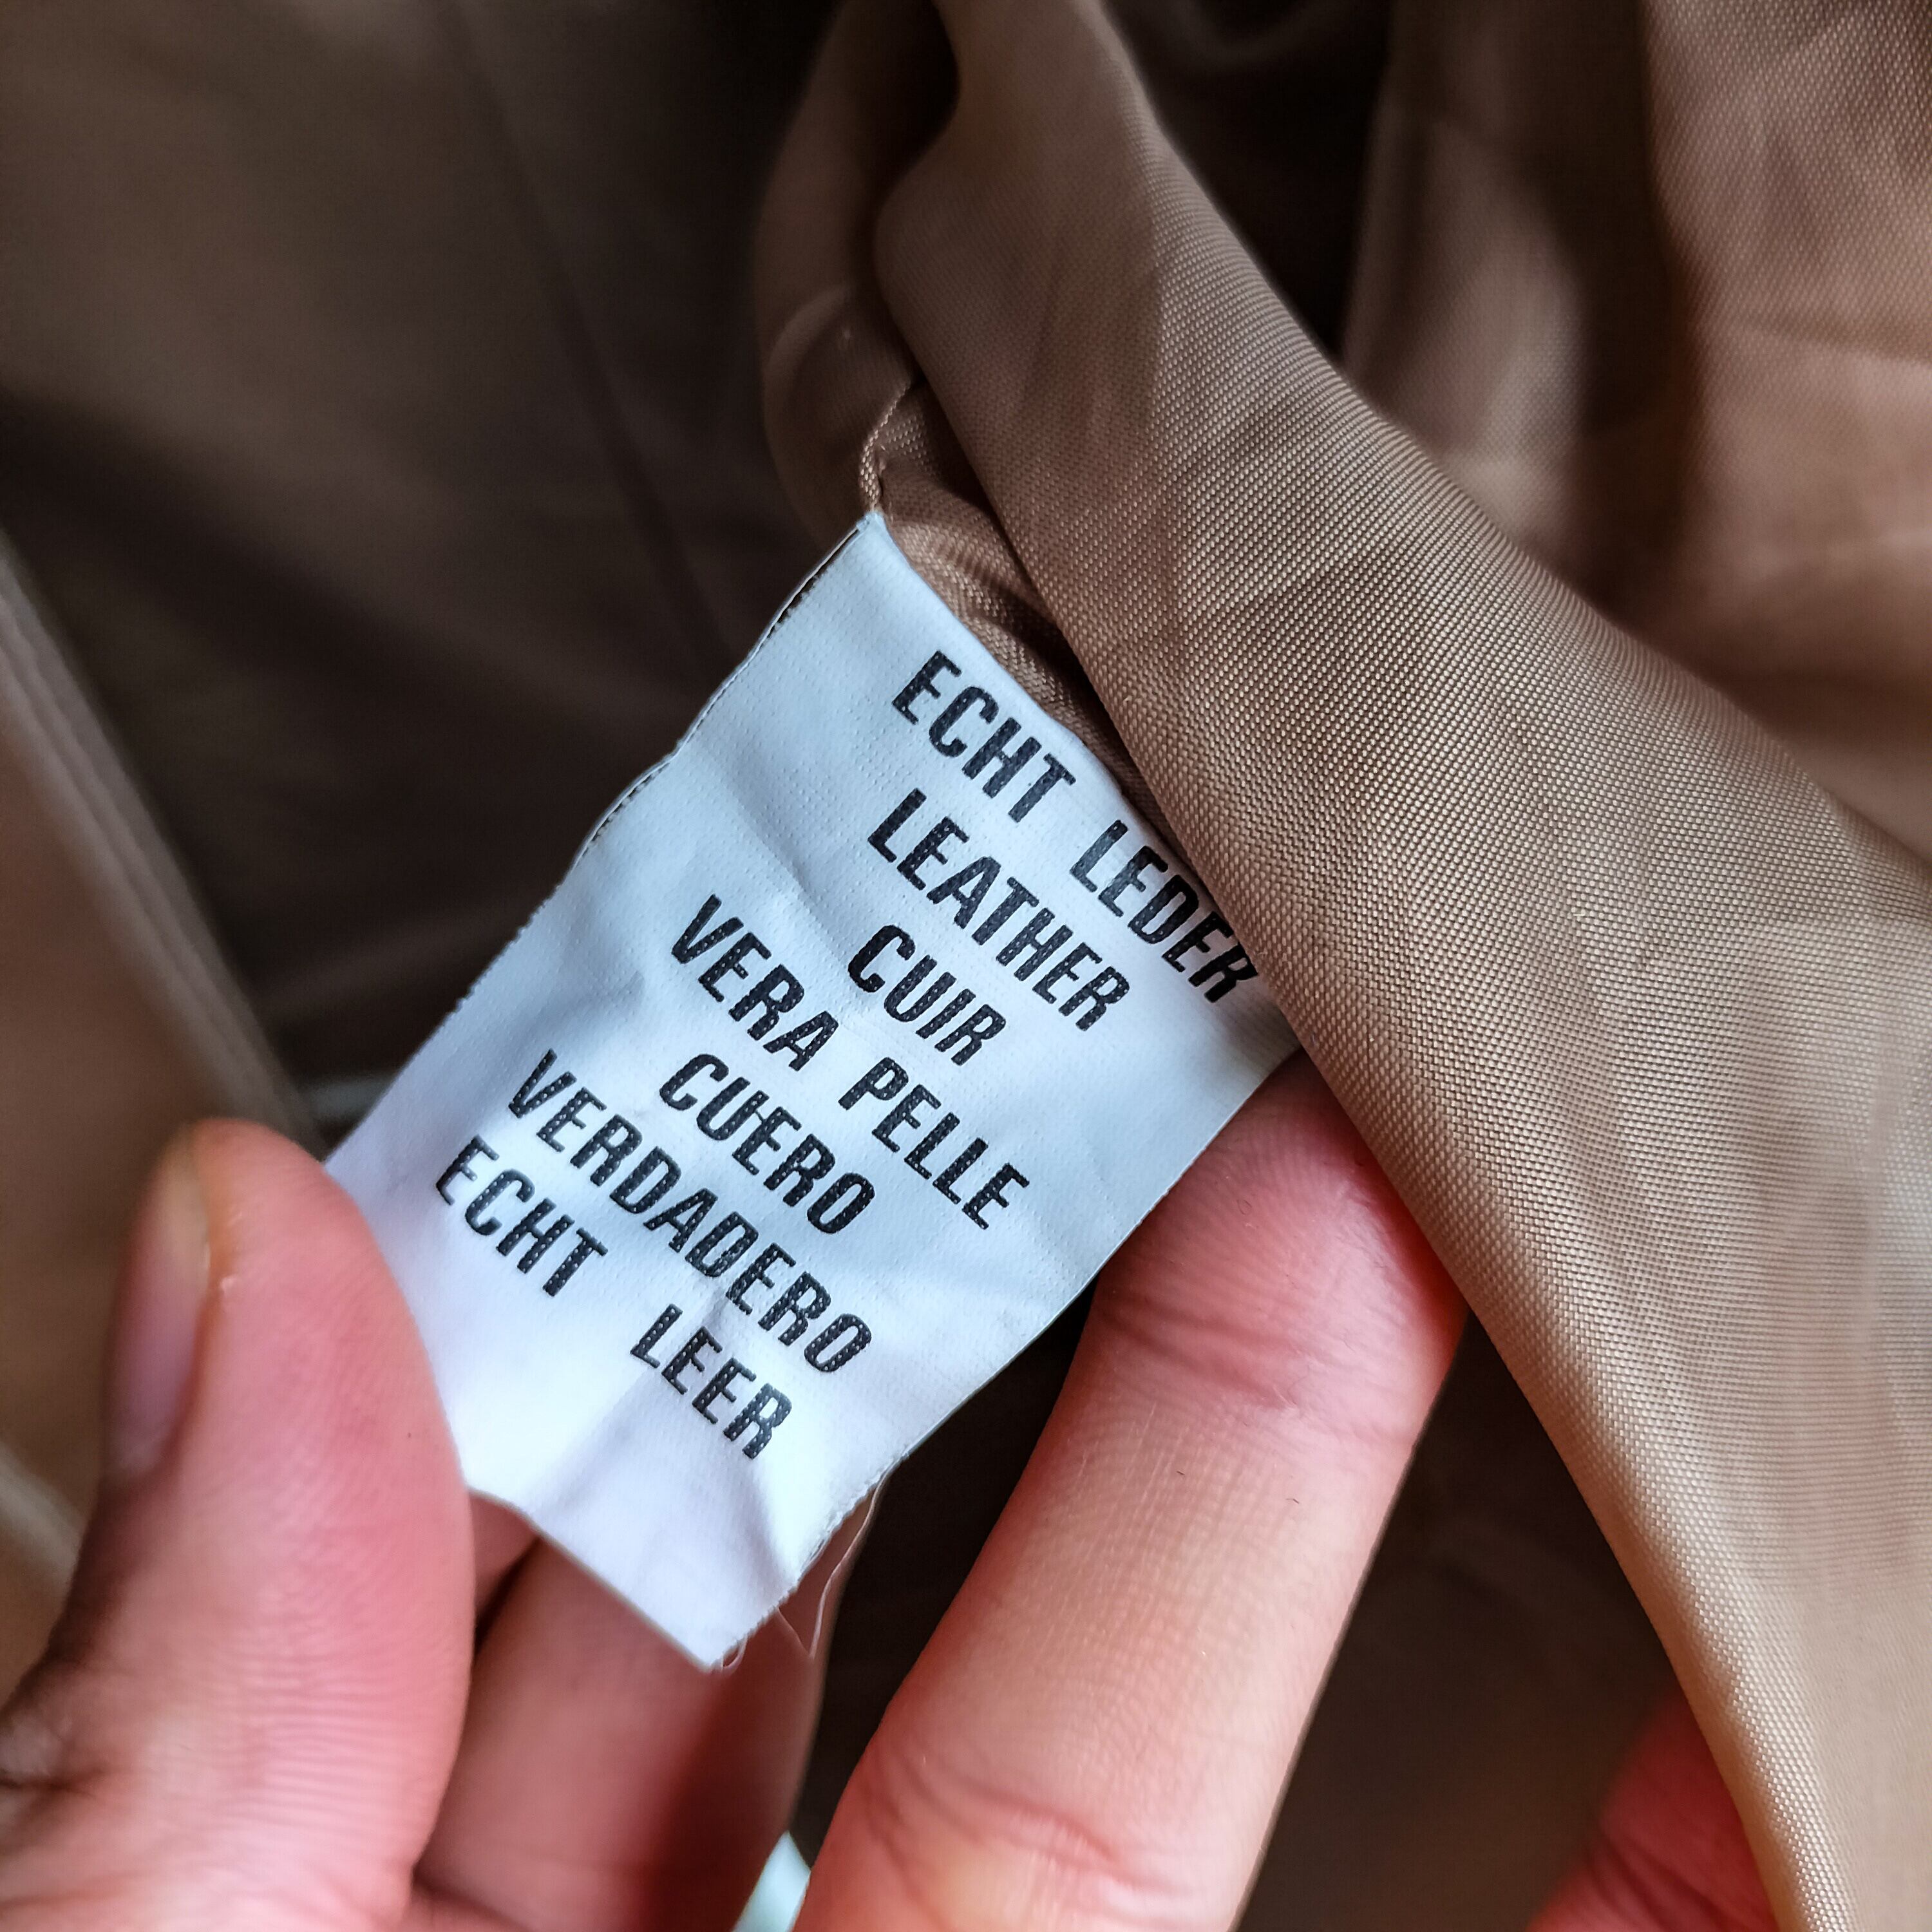 ECHT LEDER
LEATHER
CUIR
VERA PELLE
CUERO
VERDADERO
ECHT LEER